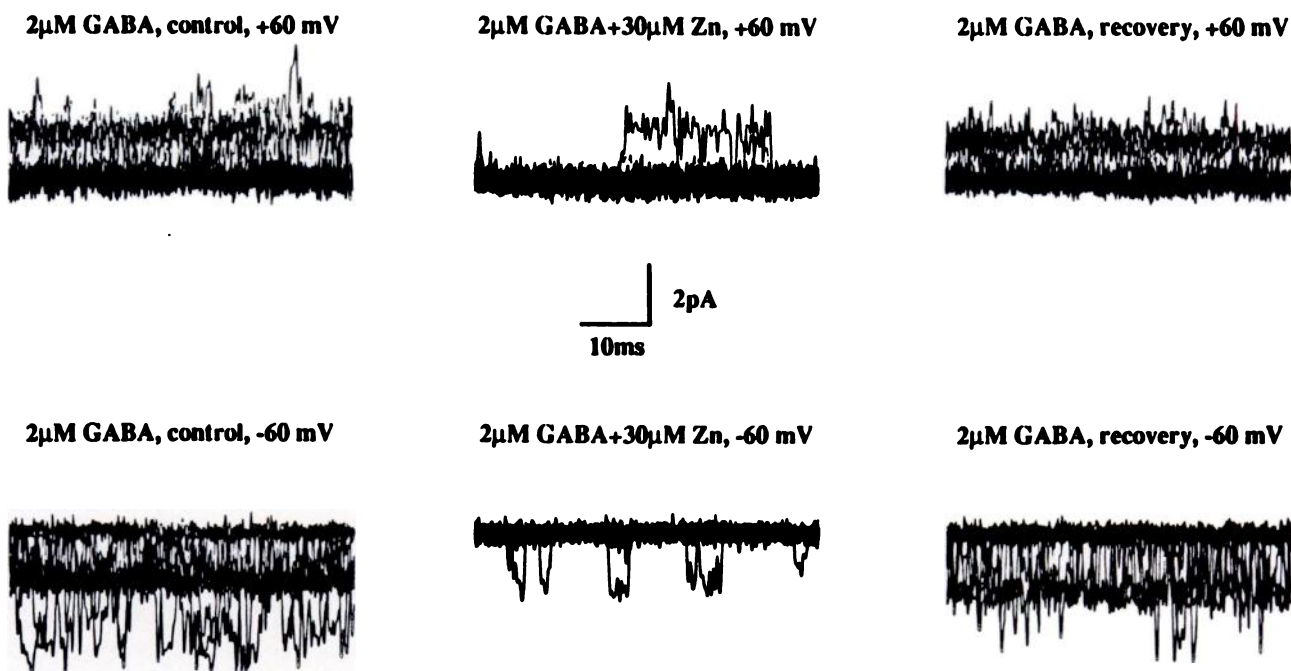 2μM GABA, control, +60 mV
2μM GABA+30μM Zn, +60 mV
2μM GABA, recovery, +60 mV
2pA
10ms
2μM GABA, control, -60 mV
2μM GABA+30μM Zn, -60 mV
2μM GABA, recovery, -60 mV